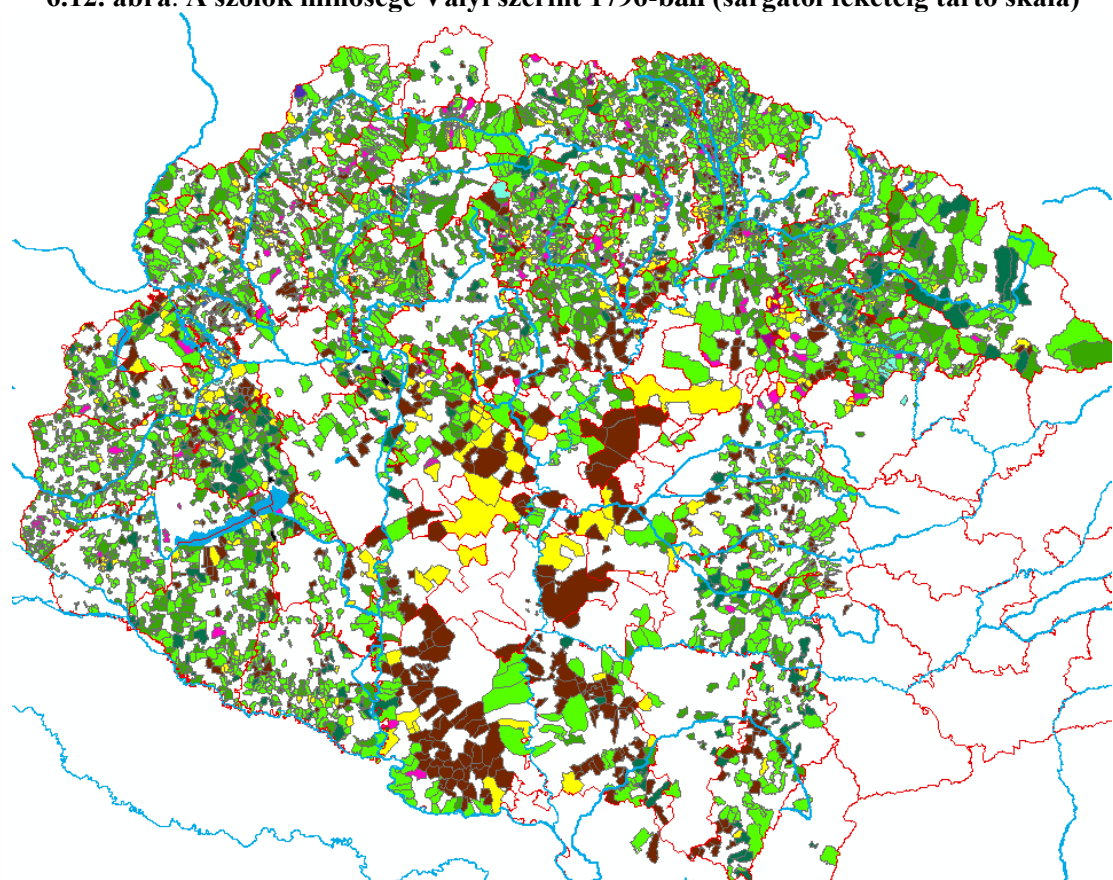 6.12. ábra. A szőlők minősége Vályi szerint 1796-ban (sárgától feketéig tartó skála)